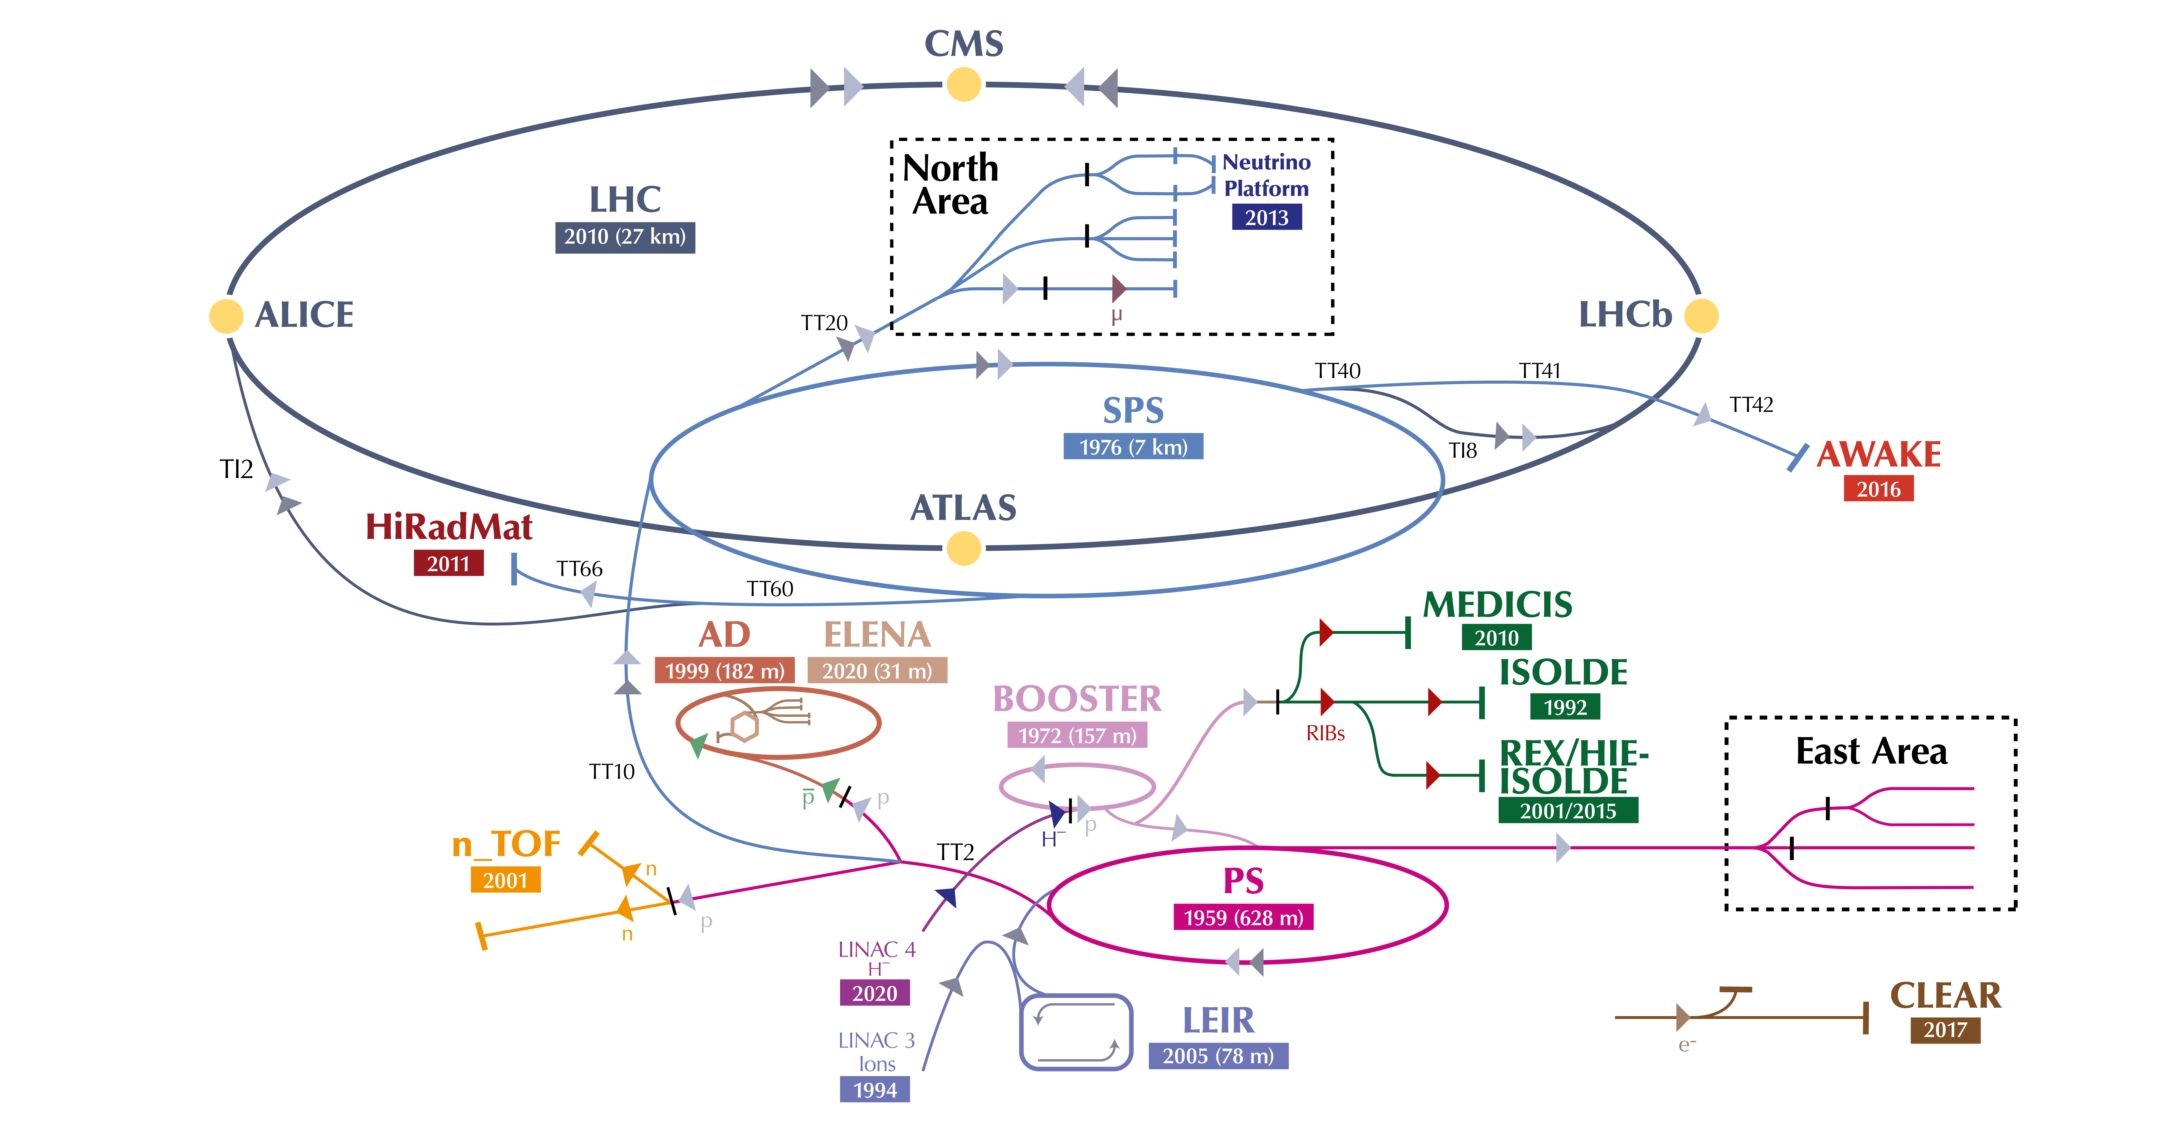 CMS
North
Area
Neutrino
Platform
2013
LHC
2010 (27 km)
μ
ALICE
LHCb
TT20
TT40
TT41
TT42
SPS
1976 (7 km)
TI8
AWAKE
2016
TI2
ATLAS
HiRadMat
2011
TT66
TT60
AD
1999 (182 m)
ELENA
2020 (31 m)
MEDICIS
2010
ISOLDE
1992
RIBs
REX/HIE-
ISOLDE
2001/2015
BOOSTER
1972 (157 m)
East Area
TT10
p̅
p
H⁻
p
n_TOF
2001
n
n
p
TT2
PS
1959 (628 m)
LINAC 4
H⁻
2020
LINAC 3
Ions
1994
LEIR
2005 (78 m)
CLEAR
2017
e⁻